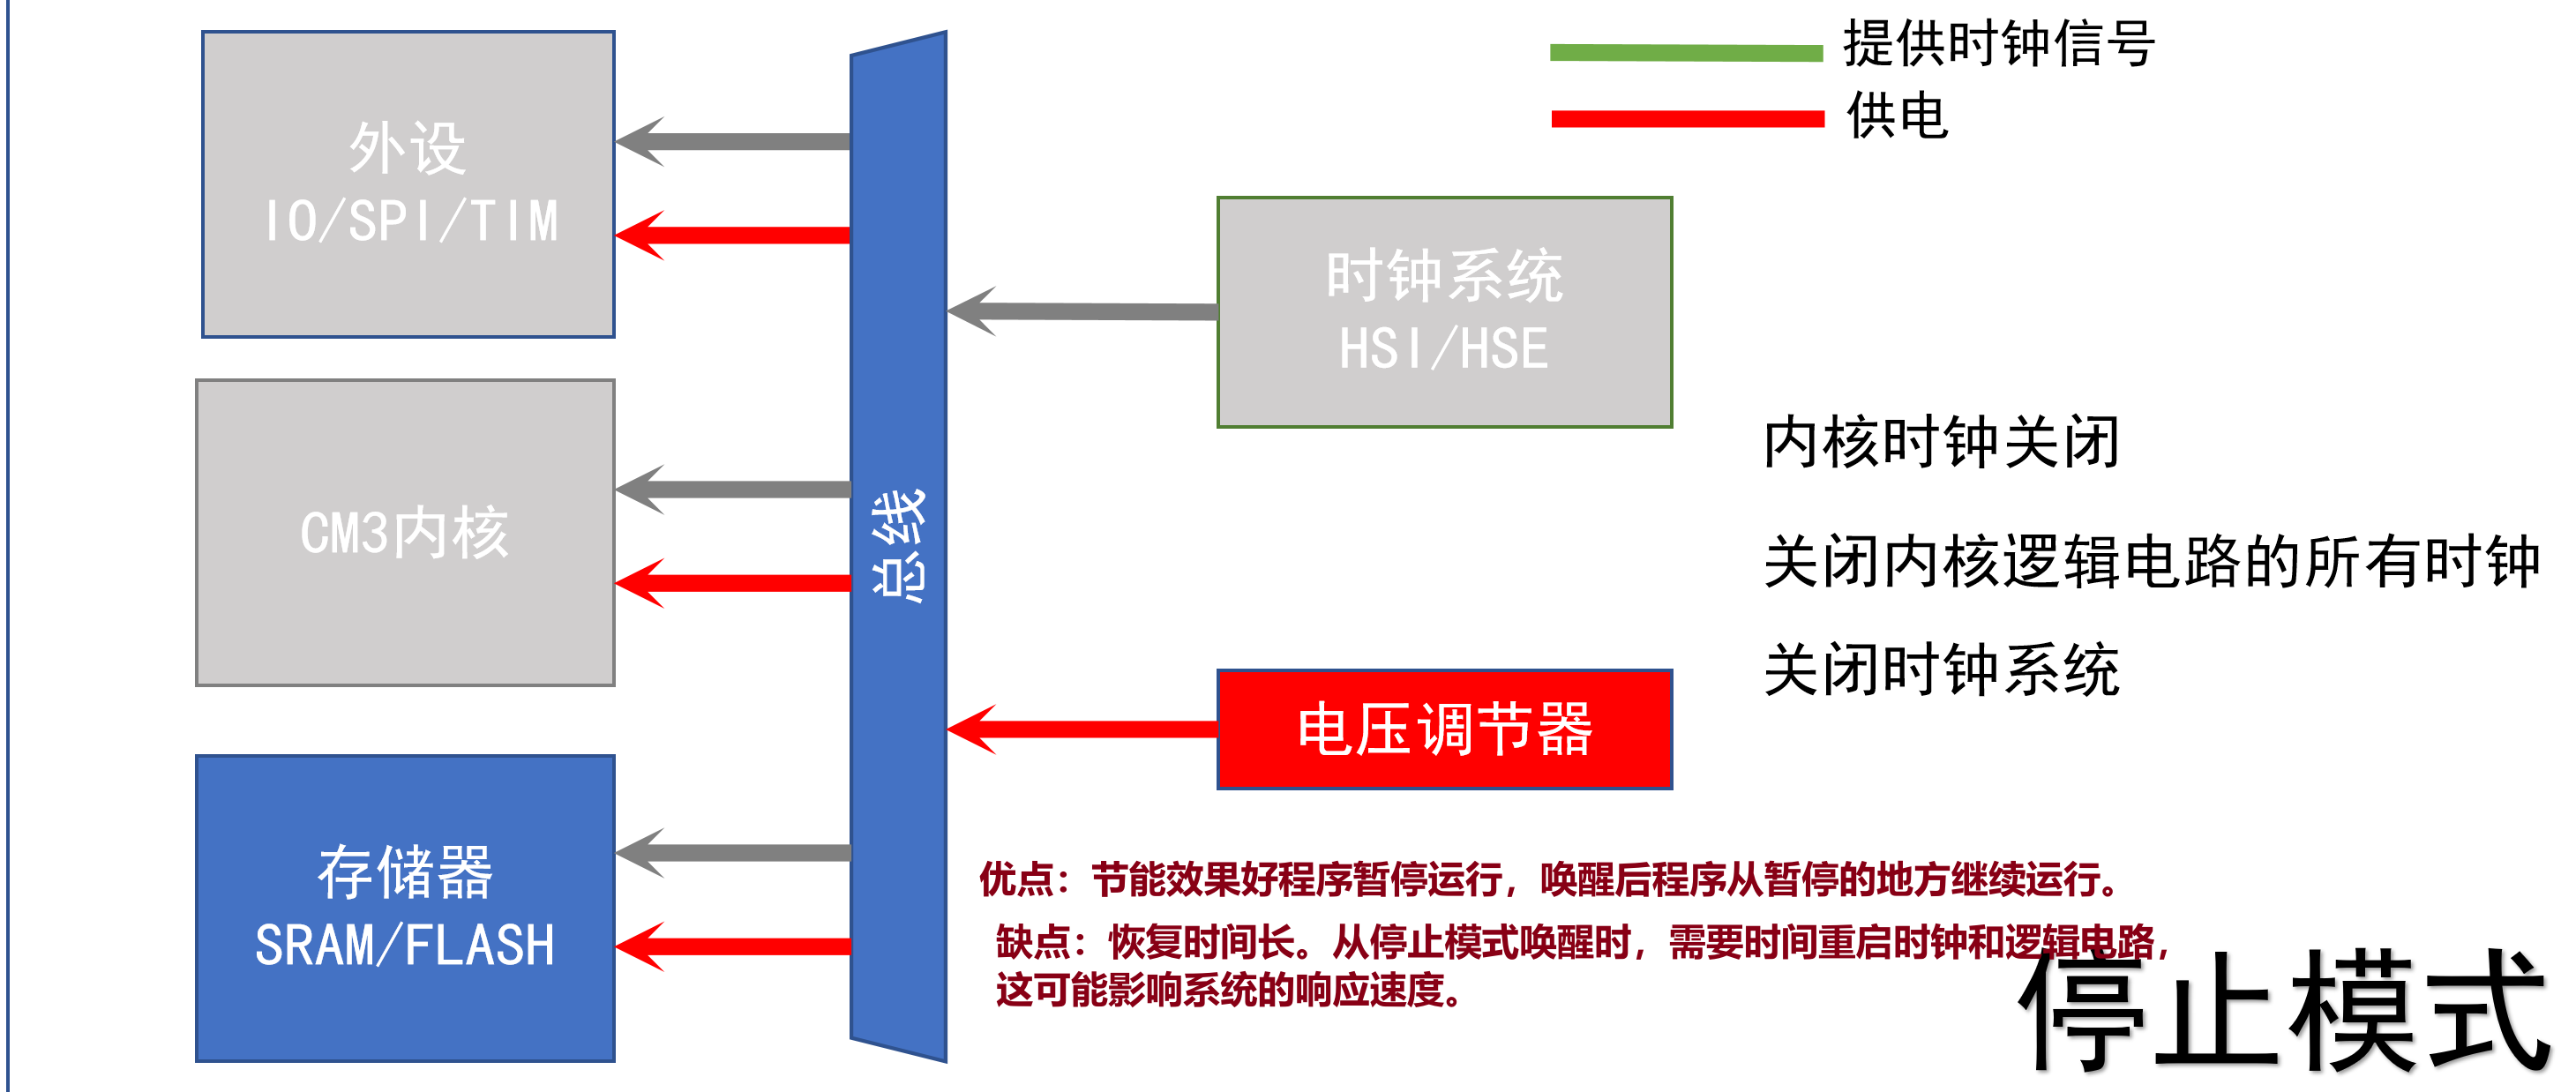 提供时钟信号
供电
外设
IO/SPI/TIM
时钟系统
HSI/HSE
CM3内核
总线
内核时钟关闭
关闭内核逻辑电路的所有时钟
关闭时钟系统
电压调节器
存储器
SRAM/FLASH
优点：节能效果好程序暂停运行，唤醒后程序从暂停的地方继续运行。
缺点：恢复时间长。从停止模式唤醒时，需要时间重启时钟和逻辑电路，
这可能影响系统的响应速度。
停止模式